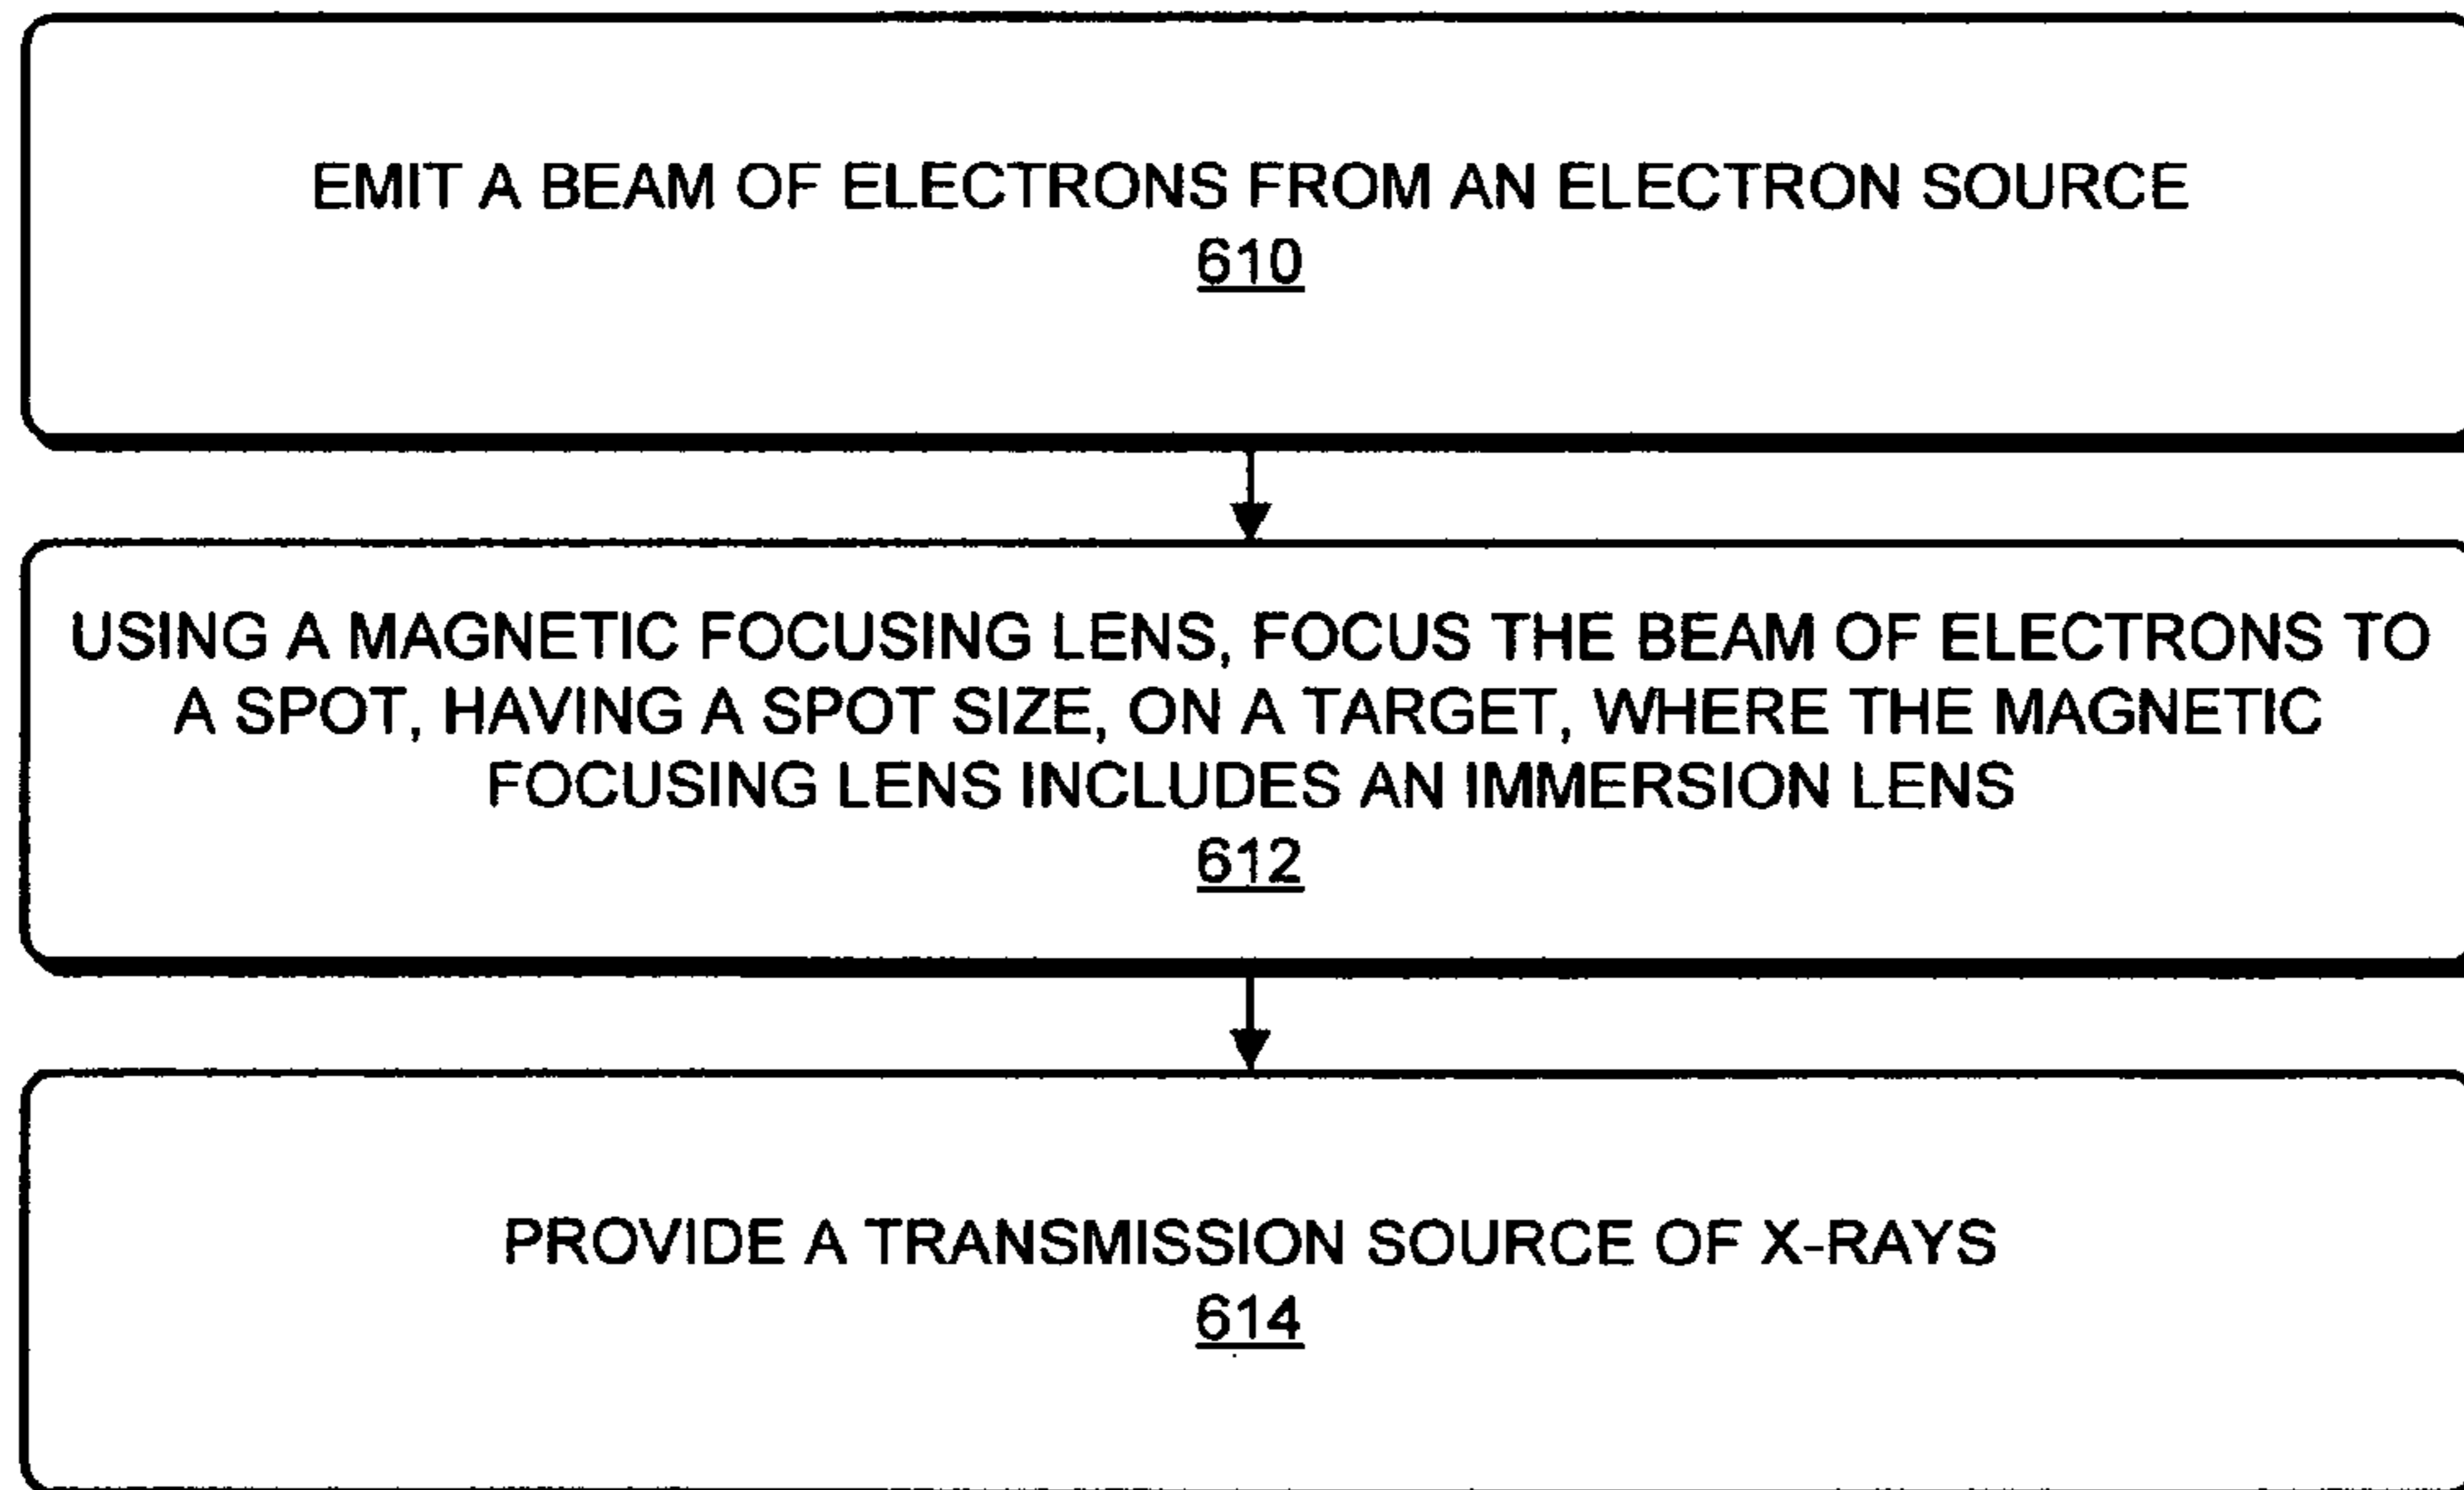 EMIT A BEAM OF ELECTRONS FROM AN ELECTRON SOURCE
610
USING A MAGNETIC FOCUSING LENS, FOCUS THE BEAM OF ELECTRONS TO
A SPOT, HAVING A SPOT SIZE, ON A TARGET, WHERE THE MAGNETIC
FOCUSING LENS INCLUDES AN IMMERSION LENS
612
PROVIDE A TRANSMISSION SOURCE OF X-RAYS
614